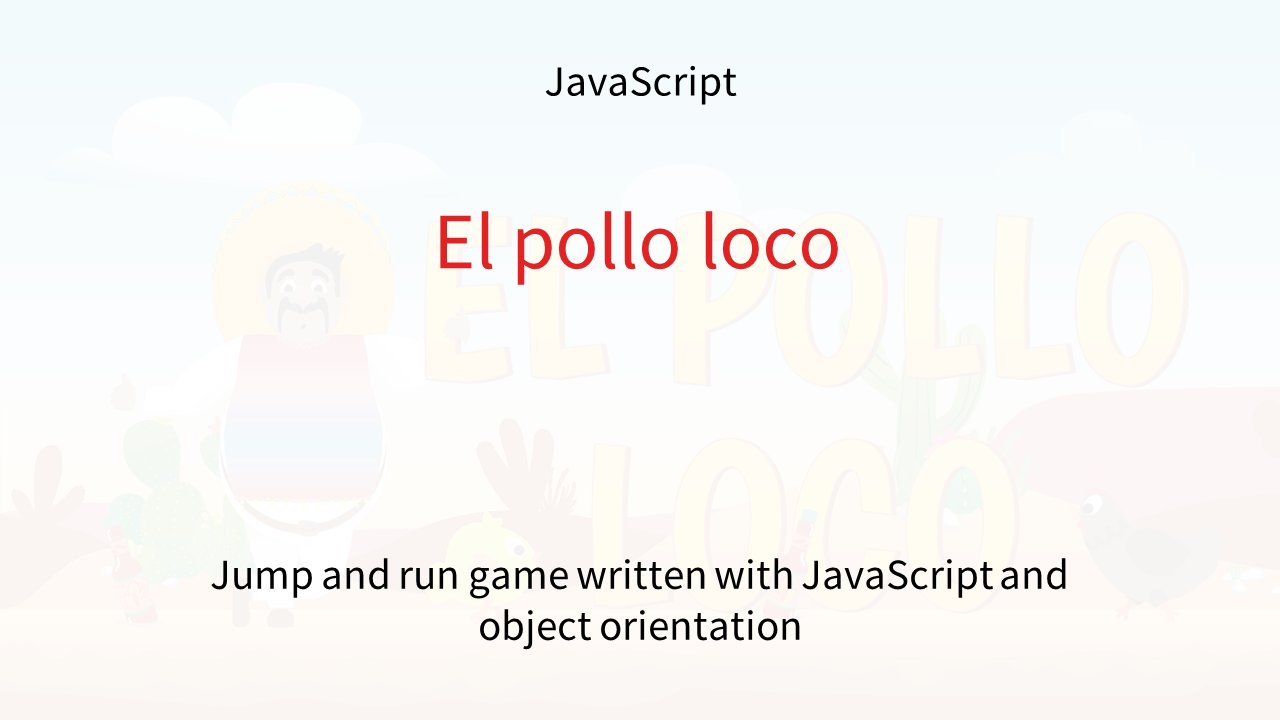 JavaScript
El pollo loco
EL POLLO
LOCO
Jump and run game written with JavaScript and
object orientation